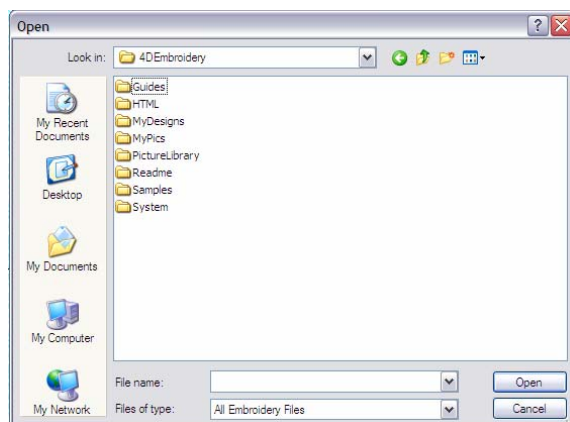 Open
Look in: 4DEmbroidery
My Recent
Documents
Desktop
My Documents
My Computer
My Network
Guides
HTML
MyDesigns
MyPics
PictureLibrary
Readme
Samples
System
File name: Open
Files of type: All Embroidery Files Cancel